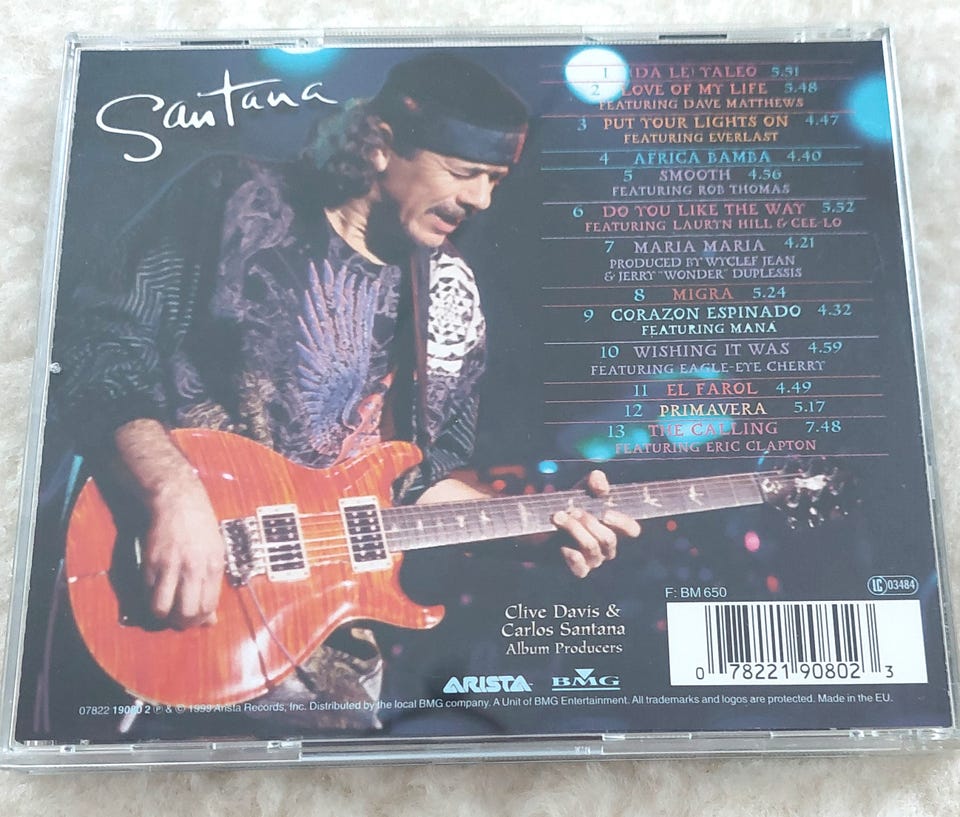 Santana
1 (DA LE) YALEO 5.51
2 LOVE OF MY LIFE 5.48
FEATURING DAVE MATTHEWS
3 PUT YOUR LIGHTS ON 4.47
FEATURING EVERLAST
4 AFRICA BAMBA 4.40
5 SMOOTH 4.56
FEATURING ROB THOMAS
6 DO YOU LIKE THE WAY 5.52
FEATURING LAURYN HILL & CEE-LO
7 MARIA MARIA 4.21
PRODUCED BY WYCLEF JEAN
& JERRY "WONDER" DUPLESSIS
8 MIGRA 5.24
9 CORAZON ESPINADO 4.32
FEATURING MANÁ
10 WISHING IT WAS 4.59
FEATURING EAGLE-EYE CHERRY
11 EL FAROL 4.49
12 PRIMAVERA 5.17
13 THE CALLING 7.48
FEATURING ERIC CLAPTON
LC 03484
F: BM 650
Clive Davis &
Carlos Santana
Album Producers
0 78221 90802 3
ARISTA BMG
07822 19080 2 ℗ & © 1999 Arista Records, Inc. Distributed by the local BMG company. A Unit of BMG Entertainment. All trademarks and logos are protected. Made in the EU.